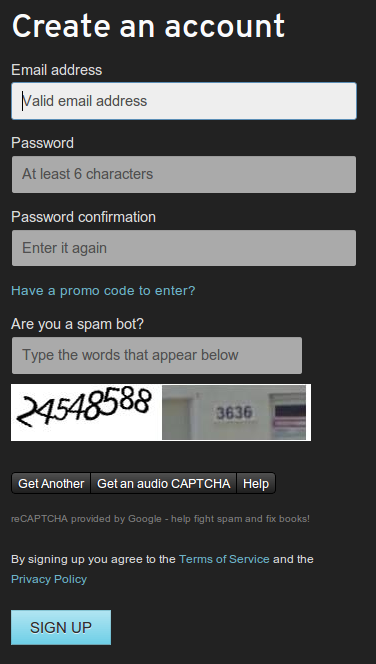 Create an account
Email address
Valid email address
Password
At least 6 characters
Password confirmation
Enter it again
Have a promo code to enter?
Are you a spam bot?
Type the words that appear below
24548588 3636
Get Another Get an audio CAPTCHA Help
reCAPTCHA provided by Google - help fight spam and fix books!
By signing up you agree to the Terms of Service and the
Privacy Policy
SIGN UP